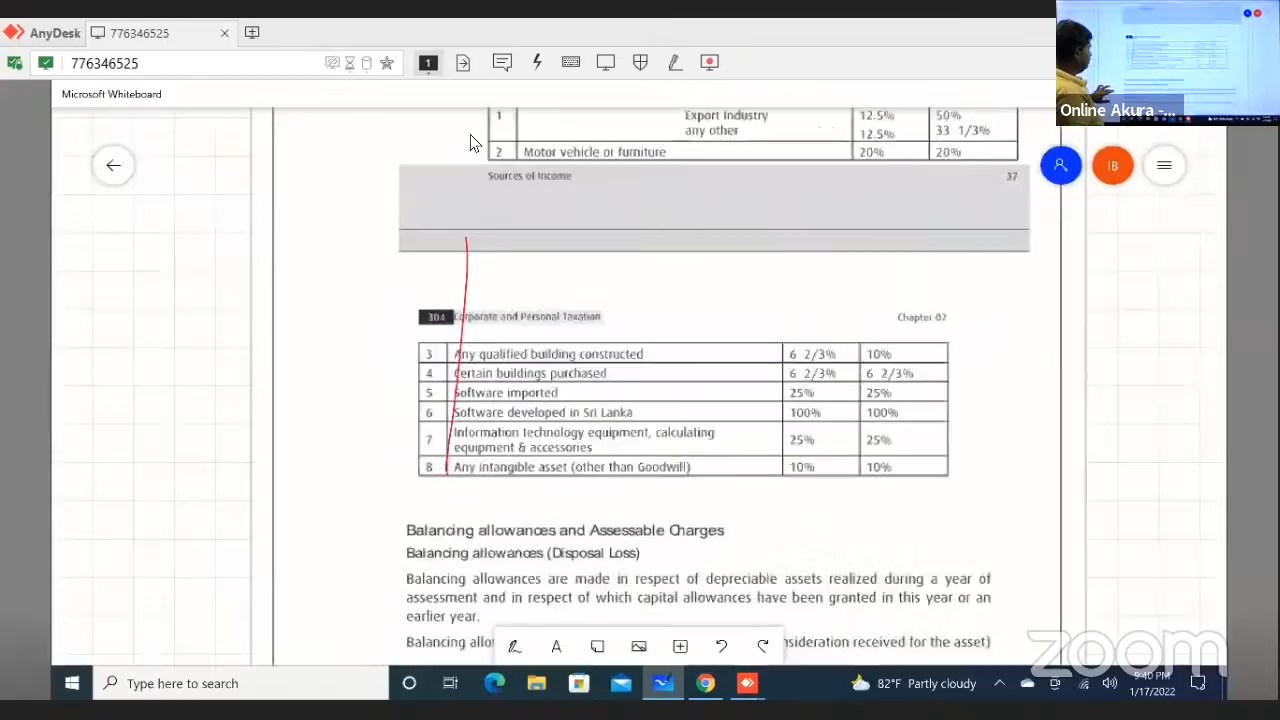 AnyDesk
776346525
776346525
1
Microsoft Whiteboard
Online Akura -...
IB
1 Export Industry 12.5% 50%
any other 12.5% 33 1/3%
2 Motor vehicle or furniture 20% 20%
Sources of Income 37
304 Corporate and Personal Taxation Chapter 02
3 Any qualified building constructed 6 2/3% 10%
4 Certain buildings purchased 6 2/3% 6 2/3%
5 Software imported 25% 25%
6 Software developed in Sri Lanka 100% 100%
7 Information technology equipment, calculating
equipment & accessories 25% 25%
8 Any intangible asset (other than Goodwill) 10% 10%
Balancing allowances and Assessable Charges
Balancing allowances (Disposal Loss)
Balancing allowances are made in respect of depreciable assets realized during a year of
assessment and in respect of which capital allowances have been granted in this year or an
earlier year.
Balancing allo nsideration received for the asset)
zoom
Type here to search
82°F Partly cloudy
9:40 PM
1/17/2022